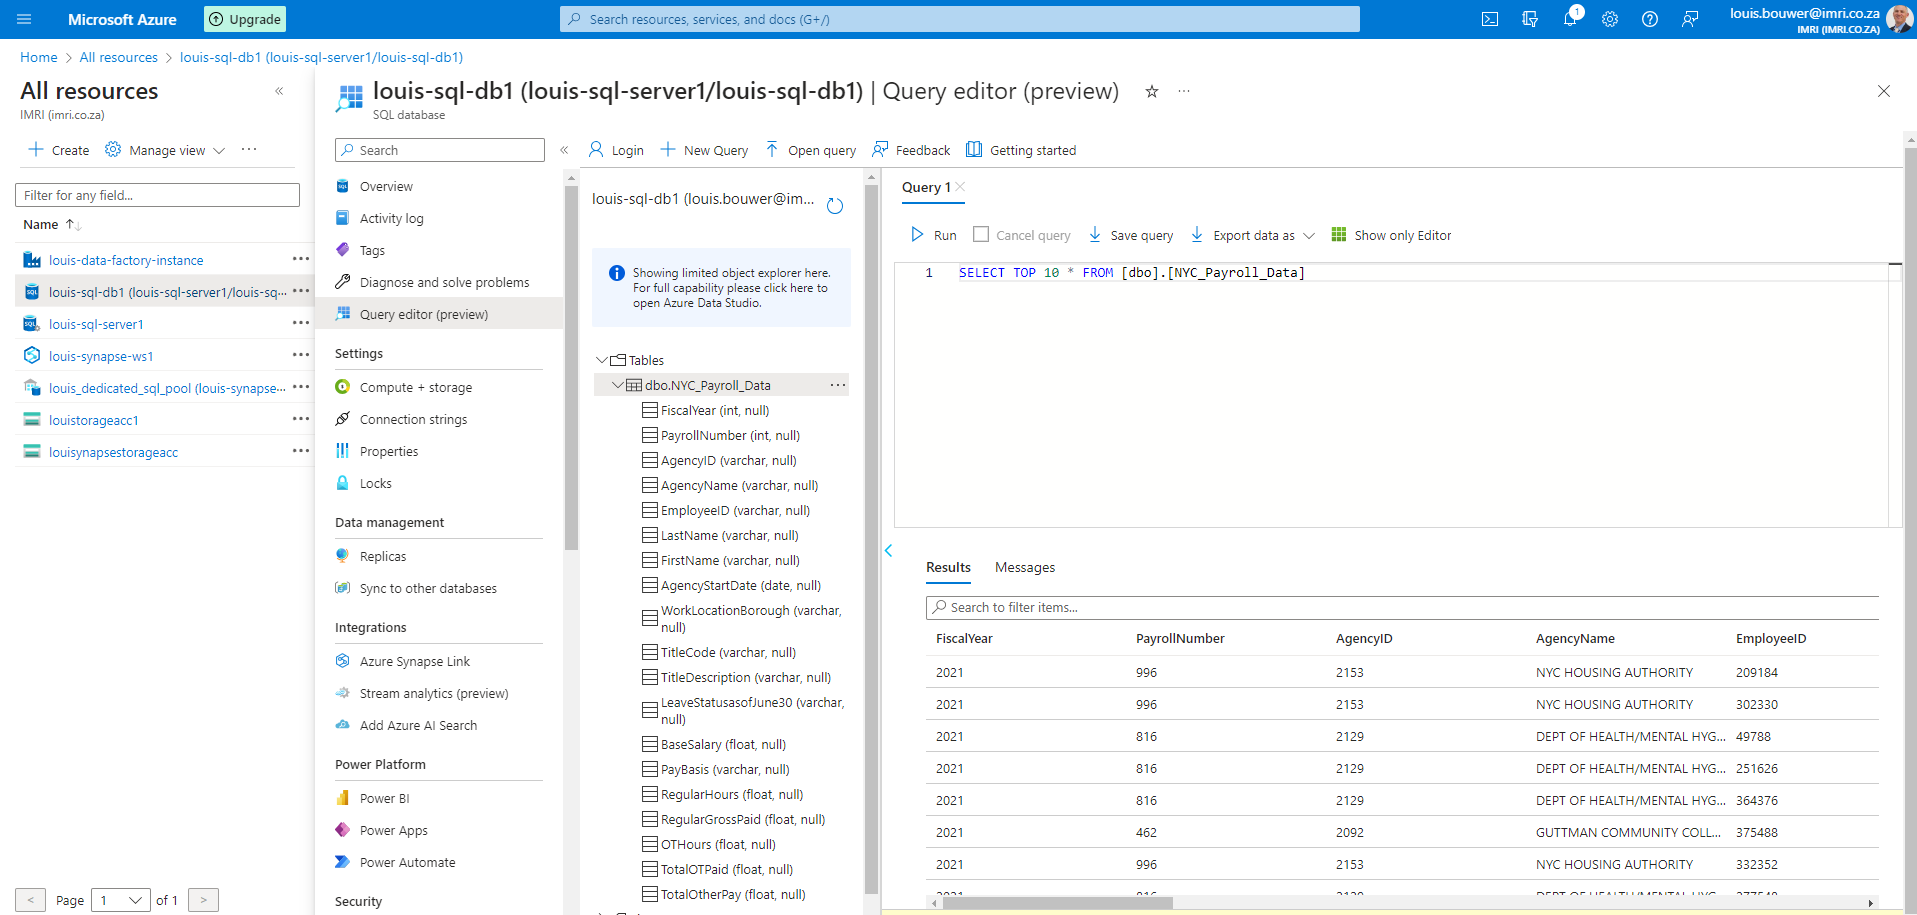 Microsoft Azure
Upgrade
Search resources, services, and docs (G+/)
1
louis.bouwer@imri.co.za
IMRI (IMRI.CO.ZA)
Home > All resources > louis-sql-db1 (louis-sql-server1/louis-sql-db1)
All resources
IMRI (imri.co.za)
Create
Manage view
Filter for any field...
Name
louis-data-factory-instance
louis-sql-db1 (louis-sql-server1/louis-sq...
louis-sql-server1
louis-synapse-ws1
louis_dedicated_sql_pool (louis-synapse...
louistorageacc1
louisynapsestorageacc
< Page 1 of 1 >
louis-sql-db1 (louis-sql-server1/louis-sql-db1) | Query editor (preview)
SQL database
Search
Overview
Activity log
Tags
Diagnose and solve problems
Query editor (preview)
Settings
Compute + storage
Connection strings
Properties
Locks
Data management
Replicas
Sync to other databases
Integrations
Azure Synapse Link
Stream analytics (preview)
Add Azure AI Search
Power Platform
Power BI
Power Apps
Power Automate
Security
Login
New Query
Open query
Feedback
Getting started
louis-sql-db1 (louis.bouwer@im...
Showing limited object explorer here.
For full capability please click here to
open Azure Data Studio.
Tables
dbo.NYC_Payroll_Data
FiscalYear (int, null)
PayrollNumber (int, null)
AgencyID (varchar, null)
AgencyName (varchar, null)
EmployeeID (varchar, null)
LastName (varchar, null)
FirstName (varchar, null)
AgencyStartDate (date, null)
WorkLocationBorough (varchar,
null)
TitleCode (varchar, null)
TitleDescription (varchar, null)
LeaveStatusasofJune30 (varchar,
null)
BaseSalary (float, null)
PayBasis (varchar, null)
RegularHours (float, null)
RegularGrossPaid (float, null)
OTHours (float, null)
TotalOTPaid (float, null)
TotalOtherPay (float, null)
Query 1
Run
Cancel query
Save query
Export data as
Show only Editor
1 SELECT TOP 10 * FROM [dbo].[NYC_Payroll_Data]
Results
Messages
Search to filter items...
FiscalYear PayrollNumber AgencyID AgencyName EmployeeID
2021 996 2153 NYC HOUSING AUTHORITY 209184
2021 996 2153 NYC HOUSING AUTHORITY 302330
2021 816 2129 DEPT OF HEALTH/MENTAL HYG... 49788
2021 816 2129 DEPT OF HEALTH/MENTAL HYG... 251626
2021 816 2129 DEPT OF HEALTH/MENTAL HYG... 364376
2021 462 2092 GUTTMAN COMMUNITY COLL... 375488
2021 996 2153 NYC HOUSING AUTHORITY 332352